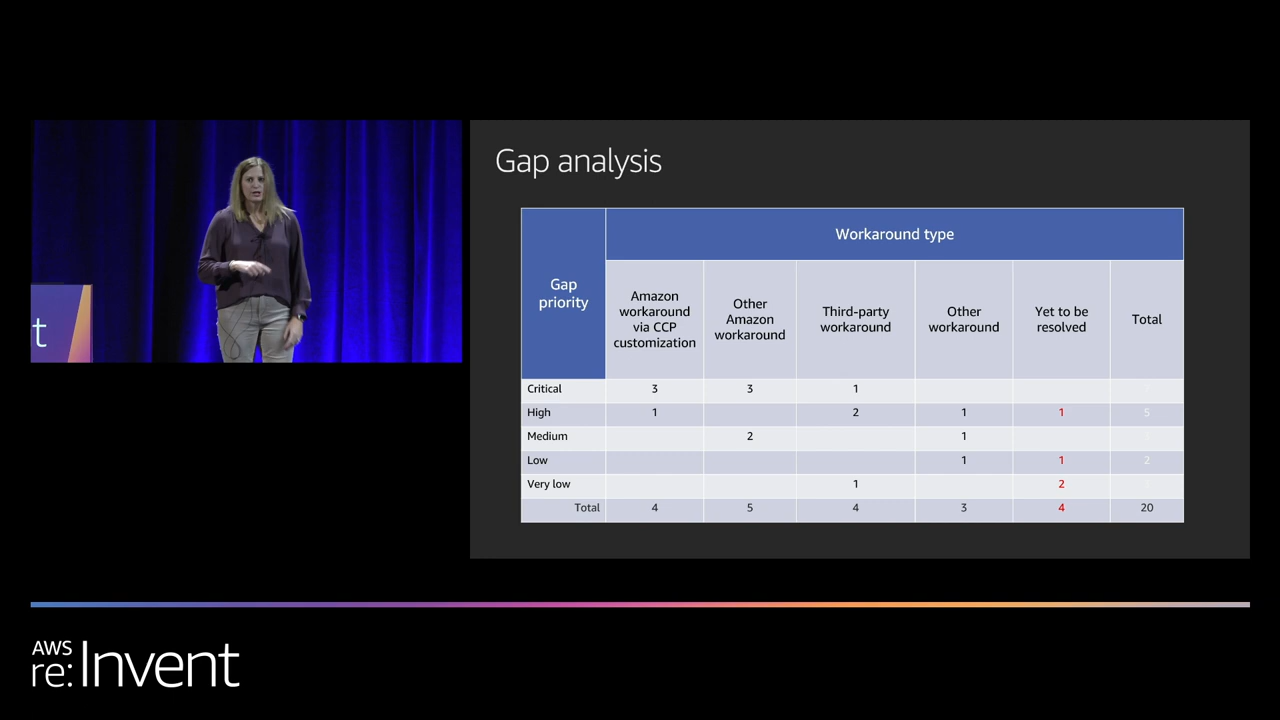 t
Gap analysis
Gap
priority
Workaround type
Amazon
workaround
via CCP
customization
Other
Amazon
workaround
Third-party
workaround
Other
workaround
Yet to be
resolved
Total
Critical 3 3 1
High 1 2 1 1 5
Medium 2 1
Low 1 1 2
Very low 1 2
Total 4 5 4 3 4 20
AWS
re:Invent